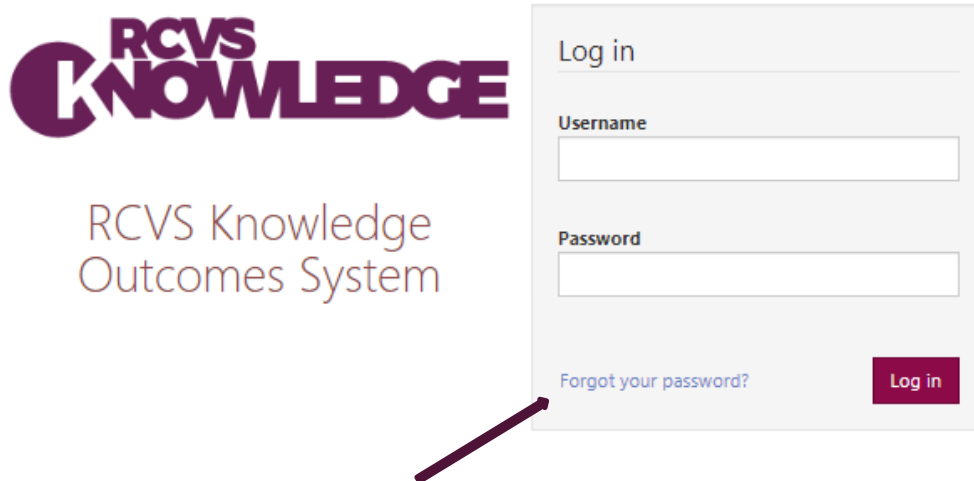 RCVS
KNOWLEDGE
RCVS Knowledge
Outcomes System
Log in
Username
Password
Forgot your password?
Log in